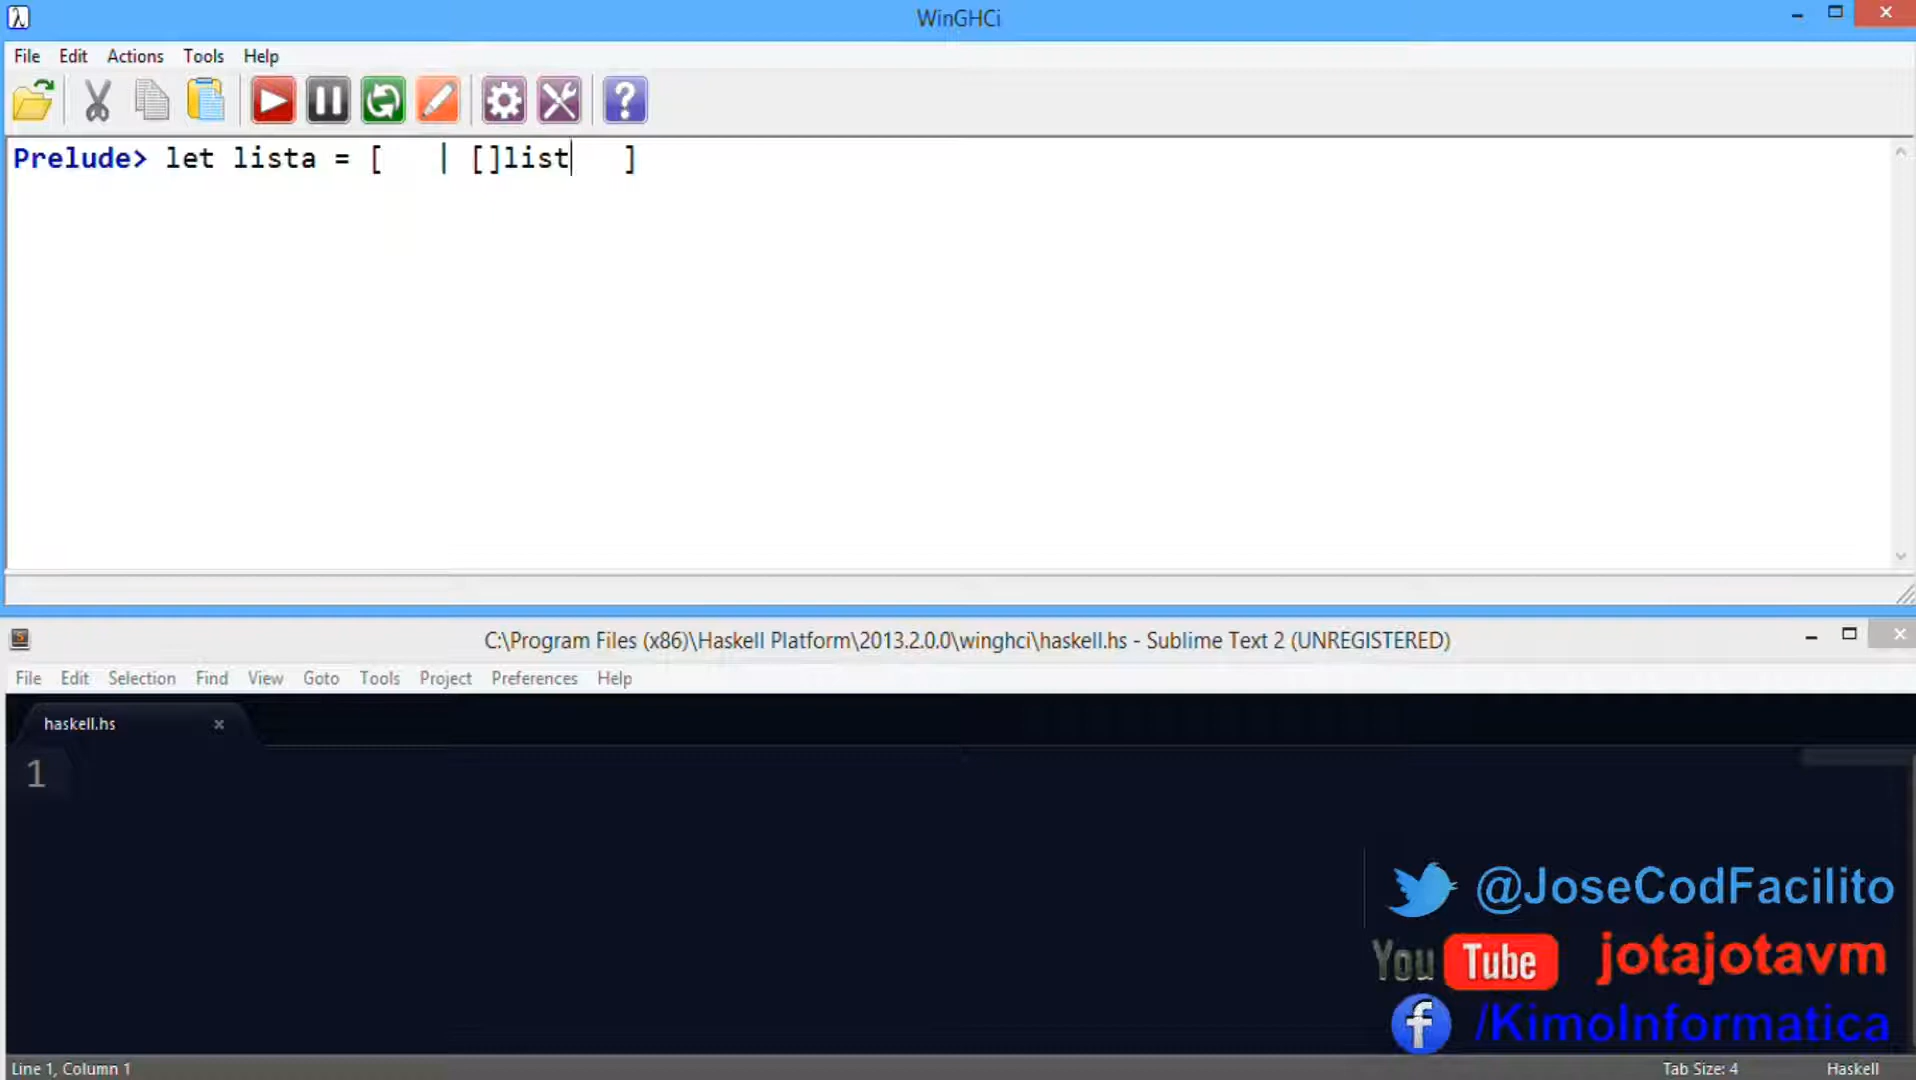 WinGHCi
File Edit Actions Tools Help
Prelude> let lista = [   | []list   ]
C:\Program Files (x86)\Haskell Platform\2013.2.0.0\winghci\haskell.hs - Sublime Text 2 (UNREGISTERED)
File Edit Selection Find View Goto Tools Project Preferences Help
haskell.hs
1
@JoseCodFacilito
YouTube jotajotavm
/KimoInformatica
Line 1, Column 1 Tab Size: 4 Haskell